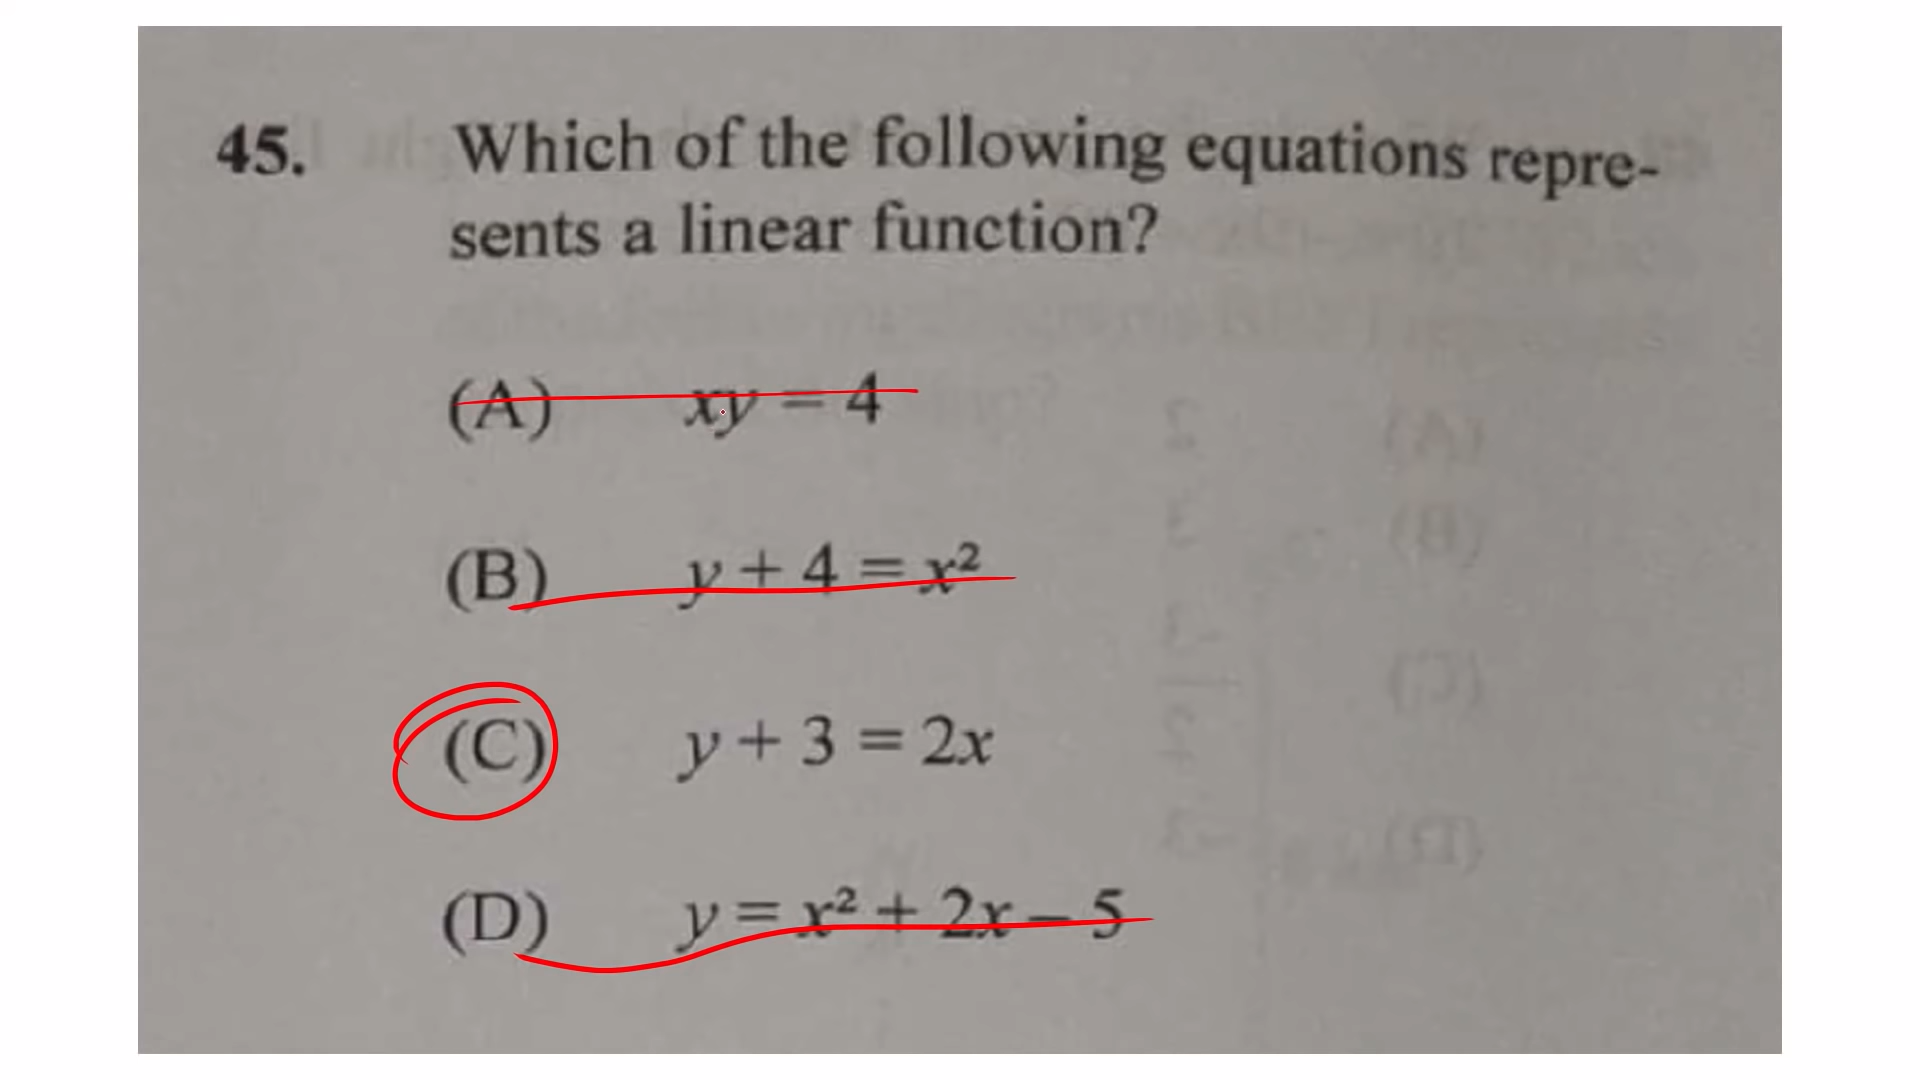 45. Which of the following equations repre-
sents a linear function?
(A) xy = 4
(B) y + 4 = x²
(C) y + 3 = 2x
(D) y = x² + 2x – 5